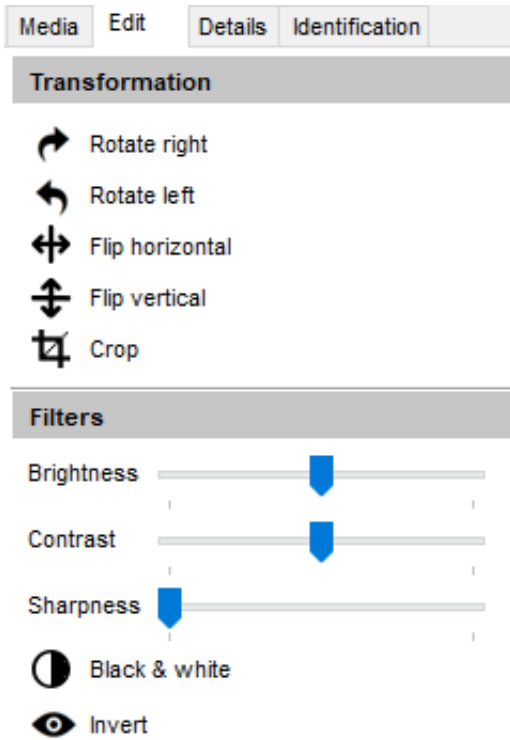 Media Edit Details Identification
Transformation
Rotate right
Rotate left
Flip horizontal
Flip vertical
Crop
Filters
Brightness
Contrast
Sharpness
Black & white
Invert